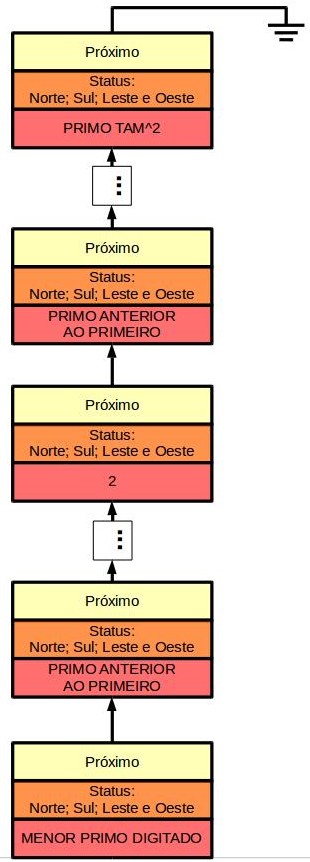 Próximo
Status:
Norte; Sul; Leste e Oeste
PRIMO TAM^2
...
Próximo
Status:
Norte; Sul; Leste e Oeste
PRIMO ANTERIOR
AO PRIMEIRO
Próximo
Status:
Norte; Sul; Leste e Oeste
2
...
Próximo
Status:
Norte; Sul; Leste e Oeste
PRIMO ANTERIOR
AO PRIMEIRO
Próximo
Status:
Norte; Sul; Leste e Oeste
MENOR PRIMO DIGITADO